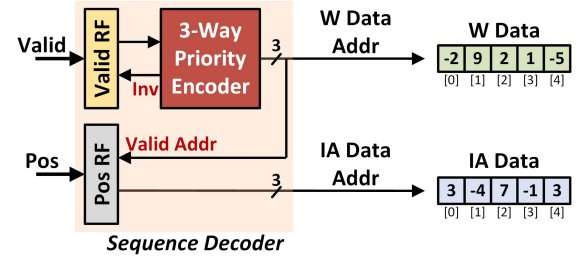 Valid
Valid RF
Inv
3-Way
Priority
Encoder
3
W Data
Addr
W Data
-2 9 2 1 -5
[0] [1] [2] [3] [4]
Valid Addr
Pos
Pos RF
3
IA Data
Addr
IA Data
3 -4 7 -1 3
[0] [1] [2] [3] [4]
Sequence Decoder